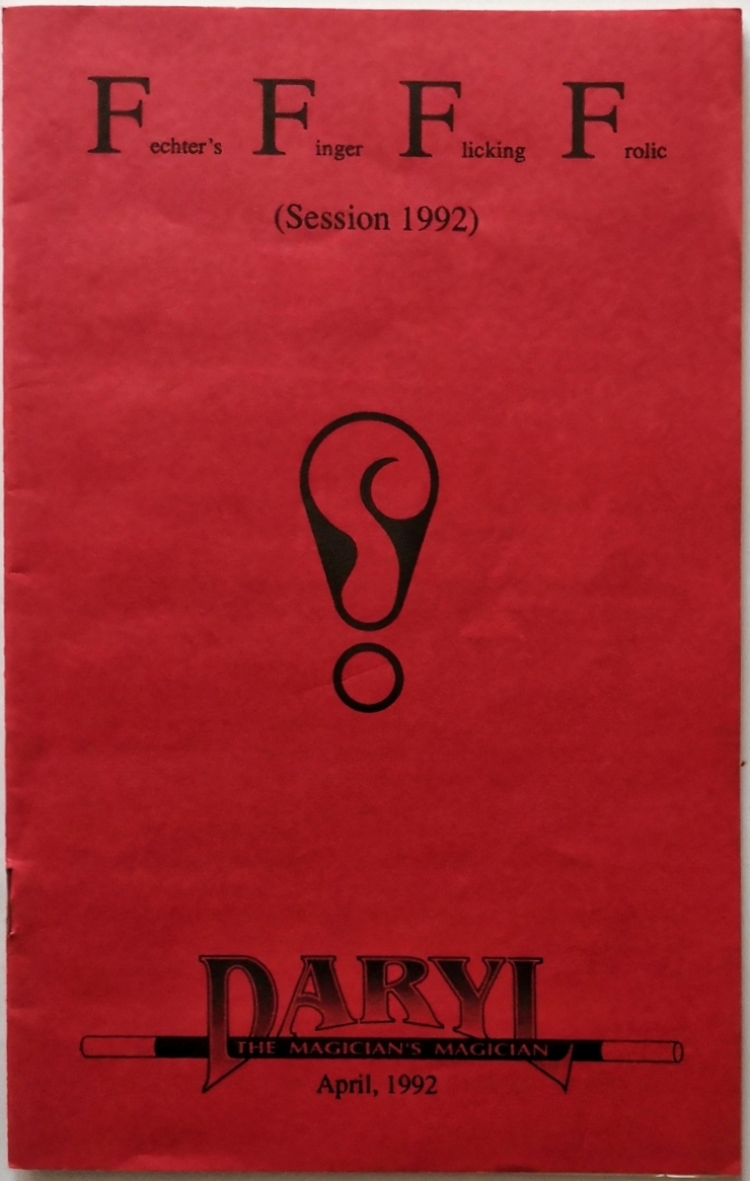 Fechter's Finger Flicking Frolic
(Session 1992)
DARYL
THE MAGICIAN'S MAGICIAN
April, 1992